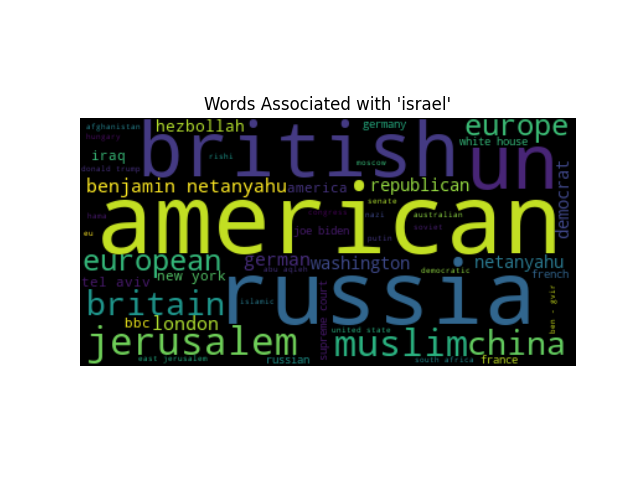 Words Associated with 'israel'
afghanistan
hezbollah
british
germany
europe
hungary
white house
un
iraq
rishi
moscow
donald trump
benjamin netanyahu
america
republican
democrat
senate
american
hamas
congress
nazi
australian
eu
joe biden
putin
soviet
european
german
washington
netanyahu
abu aqish
democratic
french
new york
tel aviv
russia
britain
islamic
ben - gvir
bbc
london
supreme court
united state
jerusalem
muslim
china
east jerusalem
russian
south africa
france